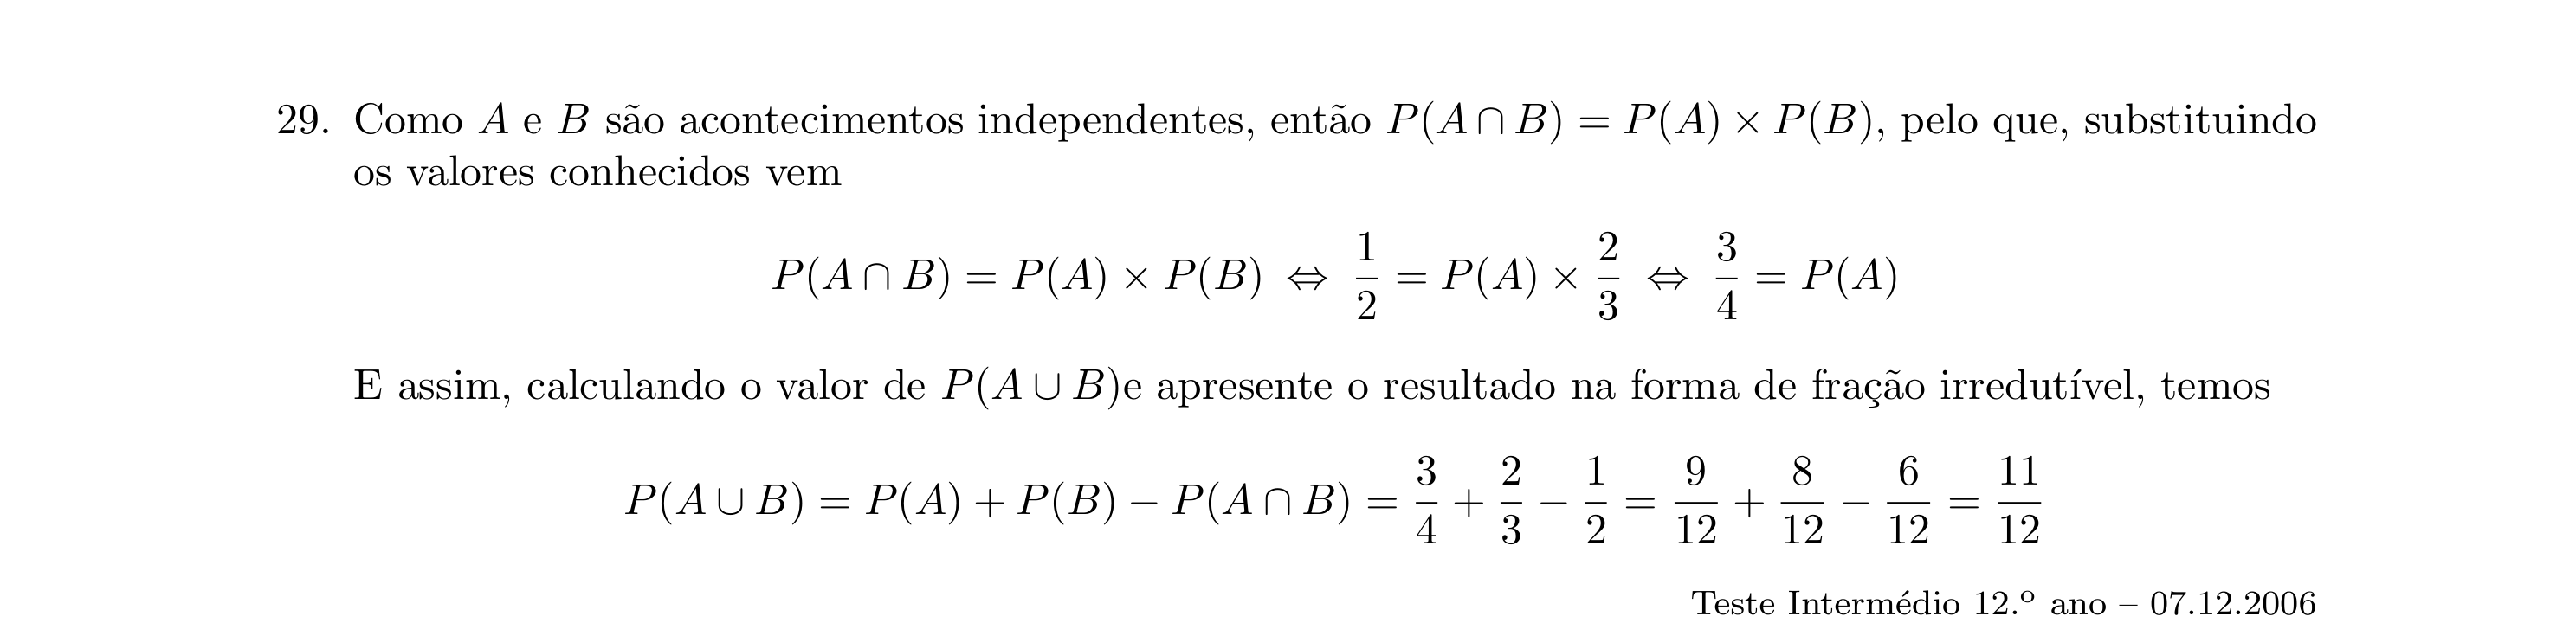 29. Como A e B são acontecimentos independentes, então P(A ∩ B) = P(A) × P(B), pelo que, substituindo
os valores conhecidos vem
P(A ∩ B) = P(A) × P(B) ⇔ 1/2 = P(A) × 2/3 ⇔ 3/4 = P(A)
E assim, calculando o valor de P(A ∪ B)e apresente o resultado na forma de fração irredutível, temos
P(A ∪ B) = P(A) + P(B) − P(A ∩ B) = 3/4 + 2/3 − 1/2 = 9/12 + 8/12 − 6/12 = 11/12
Teste Intermédio 12.º ano – 07.12.2006